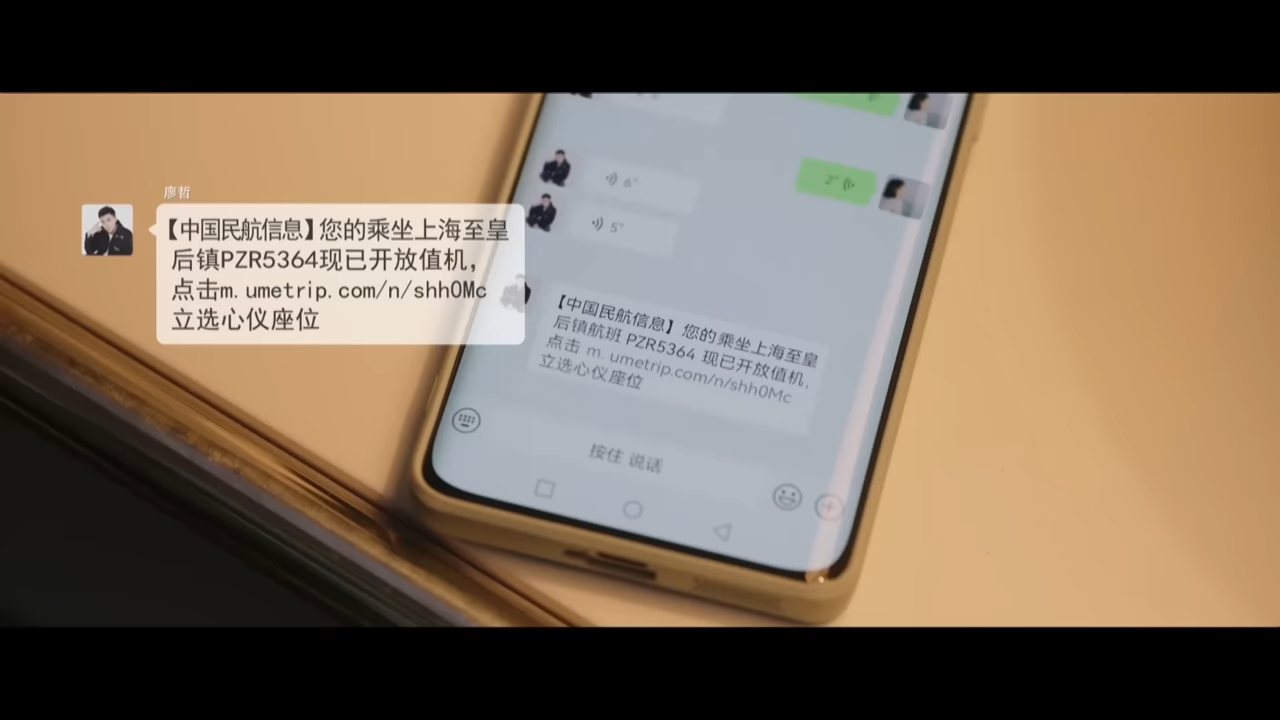 廖哲
【中国民航信息】您的乘坐上海至皇
后镇PZR5364现已开放值机，
点击m.umetrip.com/n/shh0Mc
立选心仪座位
6"
2"
5"
【中国民航信息】您的乘坐上海至皇
后镇航班 PZR5364 现已开放值机，
点击 m.umetrip.com/n/shh0Mc
立选心仪座位
按住 说话